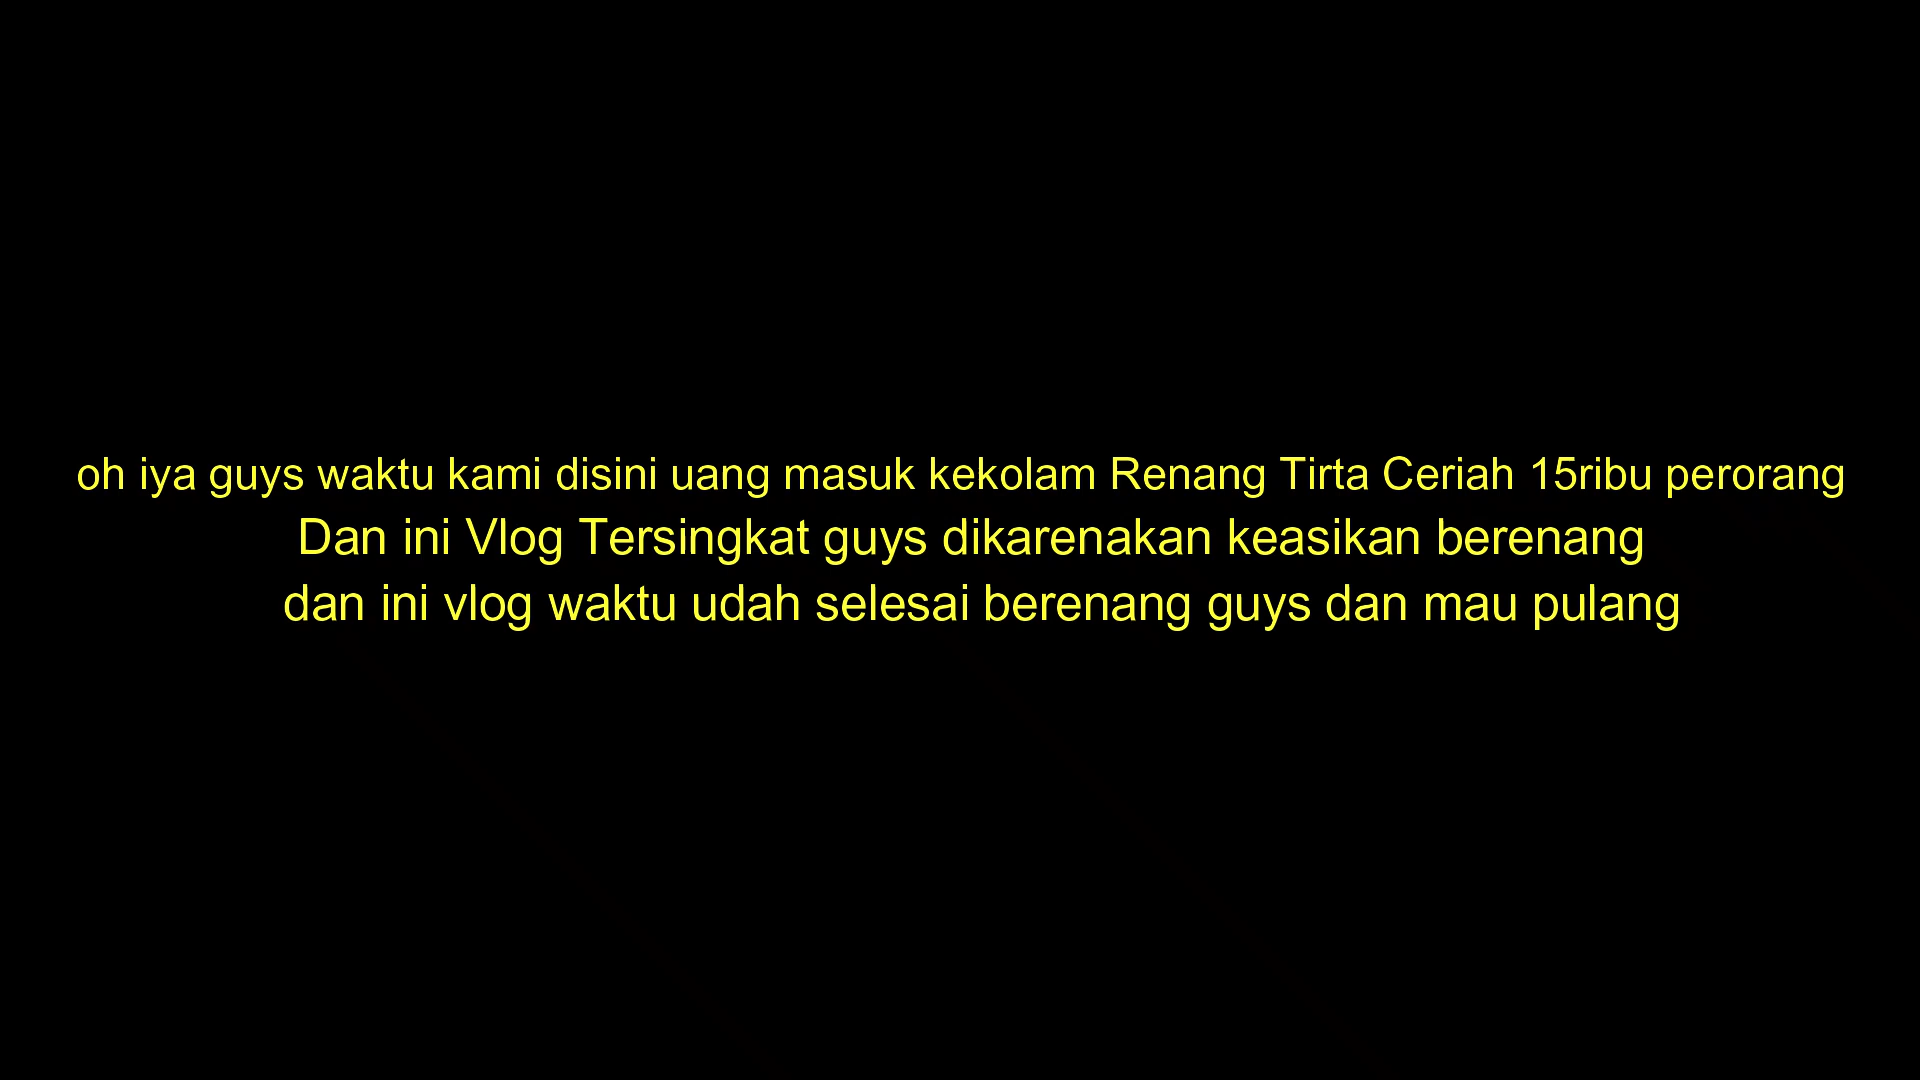 oh iya guys waktu kami disini uang masuk kekolam Renang Tirta Ceriah 15ribu perorang
Dan ini Vlog Tersingkat guys dikarenakan keasikan berenang
dan ini vlog waktu udah selesai berenang guys dan mau pulang